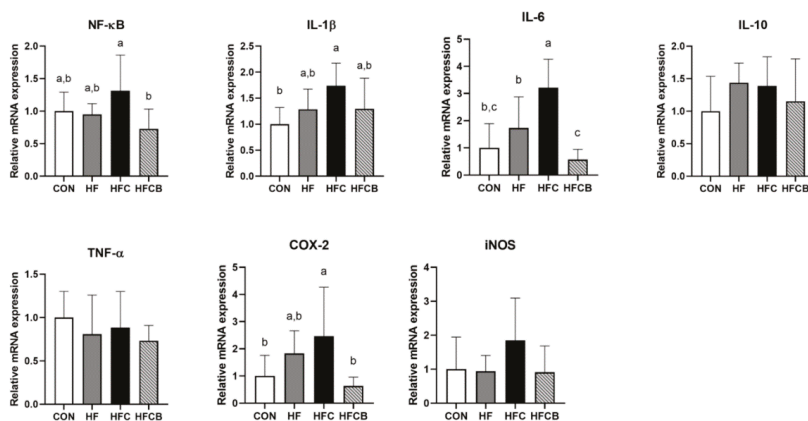 NF-κB
Relative mRNA expression
2.0
1.5
1.0
0.5
0.0
a,b
a,b
a
b
CON HF HFC HFCB
IL-1β
Relative mRNA expression
2.5
2.0
1.5
1.0
0.5
0.0
b
a,b
a
a,b
CON HF HFC HFCB
IL-6
Relative mRNA expression
5
4
3
2
1
0
b,c
b
a
c
CON HF HFC HFCB
IL-10
Relative mRNA expression
2.0
1.5
1.0
0.5
0.0
CON HF HFC HFCB
TNF-α
Relative mRNA expression
1.5
1.0
0.5
0.0
CON HF HFC HFCB
COX-2
Relative mRNA expression
5
4
3
2
1
0
b
a,b
a
b
CON HF HFC HFCB
iNOS
Relative mRNA expression
4
3
2
1
0
CON HF HFC HFCB